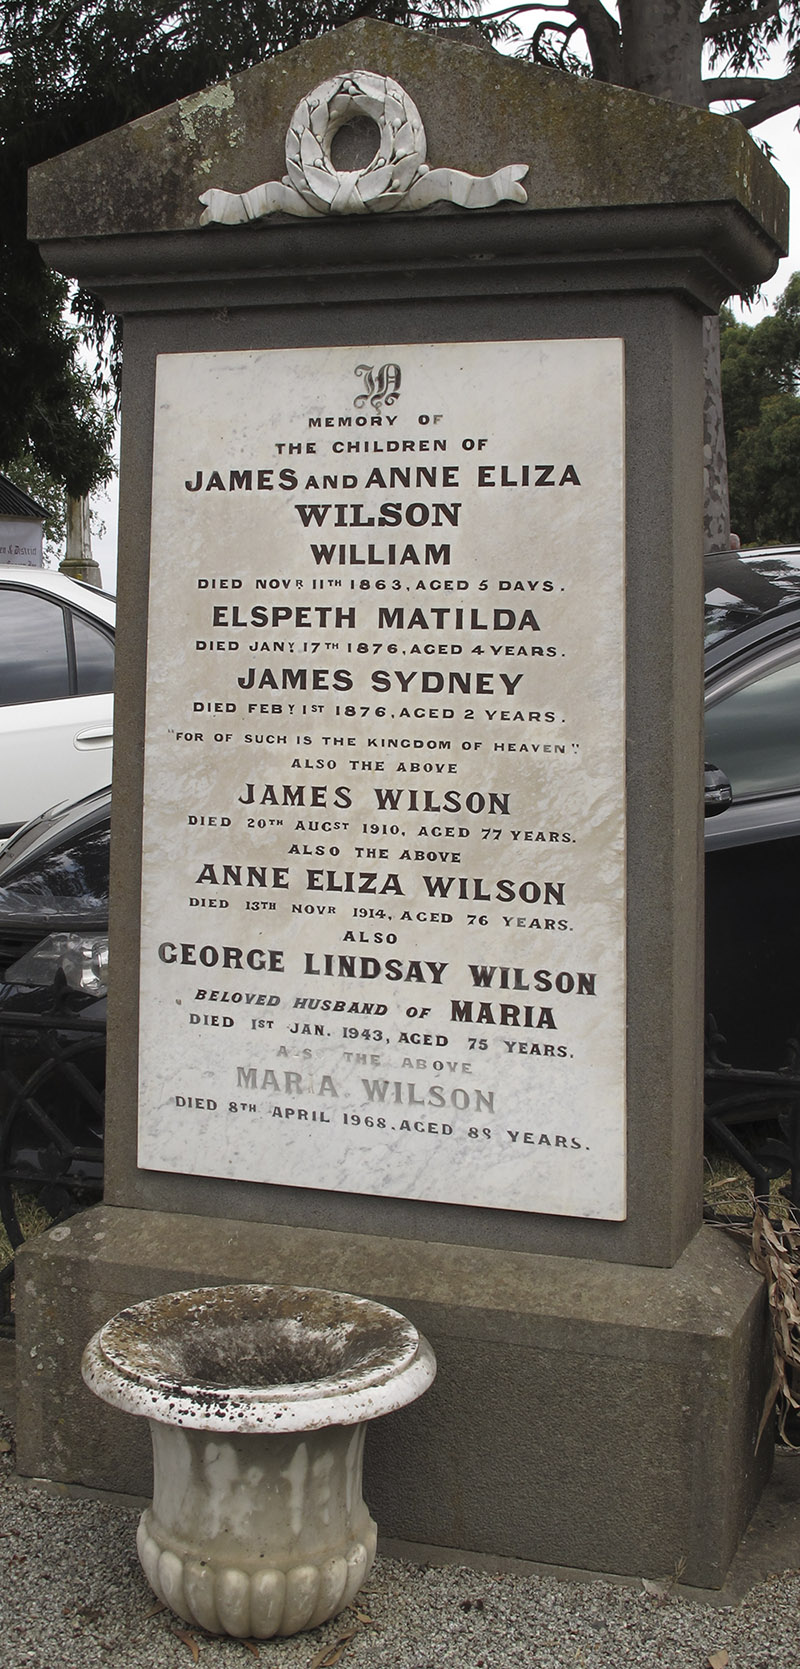 In
MEMORY OF
THE CHILDREN OF
JAMES AND ANNE ELIZA
WILSON
WILLIAM
DIED NOVR 11TH 1863, AGED 5 DAYS.
ELSPETH MATILDA
DIED JANY 17TH 1876, AGED 4 YEARS.
JAMES SYDNEY
DIED FEBY 1ST 1876, AGED 2 YEARS.
"FOR OF SUCH IS THE KINGDOM OF HEAVEN".
ALSO THE ABOVE
JAMES WILSON
DIED 20TH AUGST 1910, AGED 77 YEARS.
ALSO THE ABOVE
ANNE ELIZA WILSON
DIED 13TH NOVR 1914, AGED 76 YEARS.
ALSO
GEORGE LINDSAY WILSON
BELOVED HUSBAND OF MARIA
DIED 1ST JAN. 1943, AGED 75 YEARS.
ALSO THE ABOVE
MARIA WILSON
DIED 8TH APRIL 1968, AGED 88 YEARS.
& District